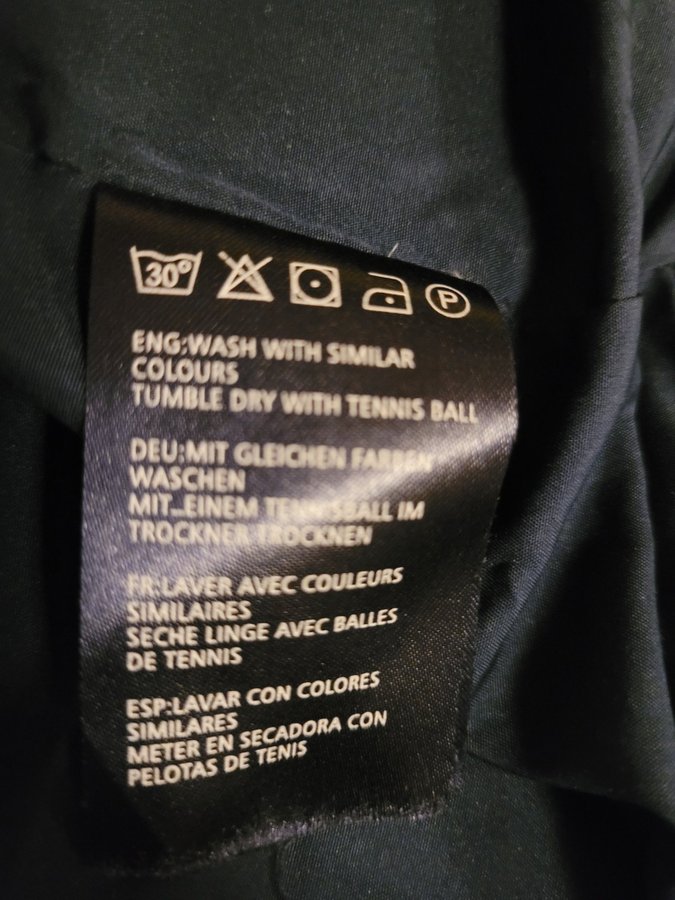 30°
P
ENG:WASH WITH SIMILAR
COLOURS
TUMBLE DRY WITH TENNIS BALL
DEU:MIT GLEICHEN FARBEN
WASCHEN
MIT EINEM TENNISBALL IM
TROCKNER TROCKNEN
FR:LAVER AVEC COULEURS
SIMILAIRES
SECHE LINGE AVEC BALLES
DE TENNIS
ESP:LAVAR CON COLORES
SIMILARES
METER EN SECADORA CON
PELOTAS DE TENIS